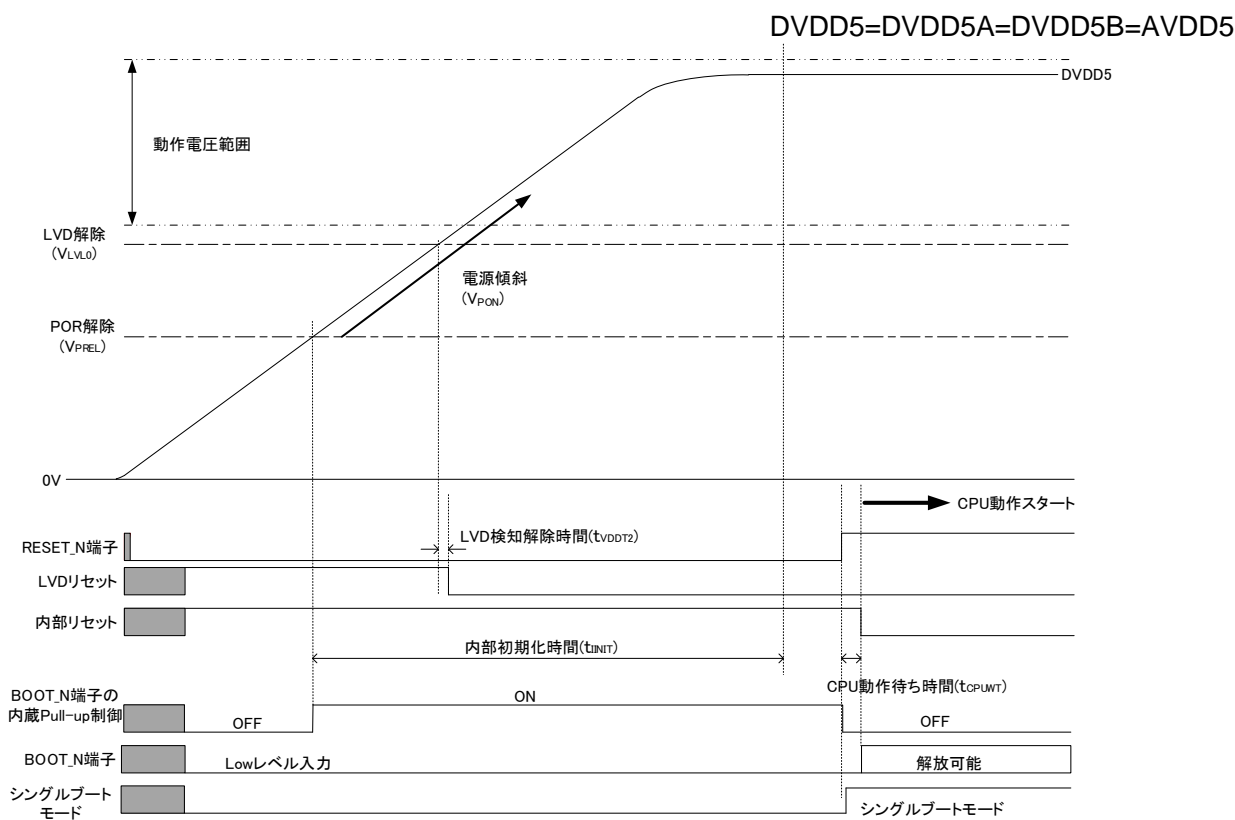 DVDD5=DVDD5A=DVDD5B=AVDD5
DVDD5
動作電圧範囲
LVD解除
(VLVL0)
電源傾斜
(VPON)
POR解除
(VPREL)
0V
CPU動作スタート
RESET_N端子
LVD検知解除時間(tVDDT2)
LVDリセット
内部リセット
内部初期化時間(tIINIT)
CPU動作待ち時間(tCPUWT)
BOOT_N端子の
内蔵Pull-up制御
OFF
ON
OFF
BOOT_N端子
Lowレベル入力
解放可能
シングルブート
モード
シングルブートモード